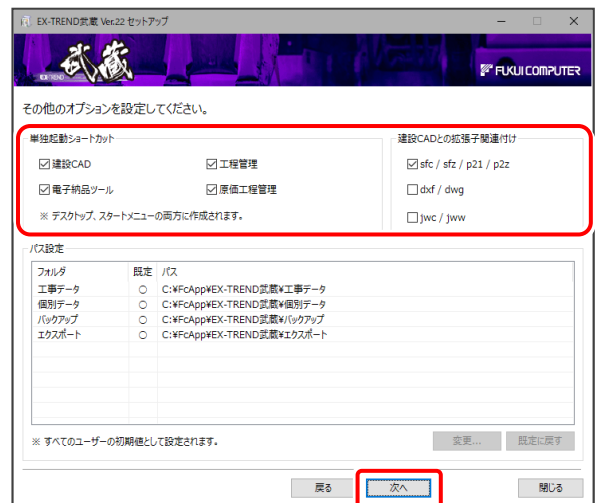 EX-TREND武蔵 Ver.22 セットアップ
EX-TREND 武蔵
FUKUI COMPUTER
その他のオプションを設定してください。
単独起動ショートカット
☑建設CAD ☑工程管理
☑電子納品ツール ☑原価工程管理
※ デスクトップ、スタートメニューの両方に作成されます。
建設CADとの拡張子関連付け
☑sfc / sfz / p21 / p2z
☐dxf / dwg
☐jwc / jww
パス設定
フォルダ 既定 パス
工事データ ○ C:¥FcApp¥EX-TREND武蔵¥工事データ
個別データ ○ C:¥FcApp¥EX-TREND武蔵¥個別データ
バックアップ ○ C:¥FcApp¥EX-TREND武蔵¥バックアップ
エクスポート ○ C:¥FcApp¥EX-TREND武蔵¥エクスポート
※ すべてのユーザーの初期値として設定されます。
変更... 既定に戻す
戻る 次へ 閉じる